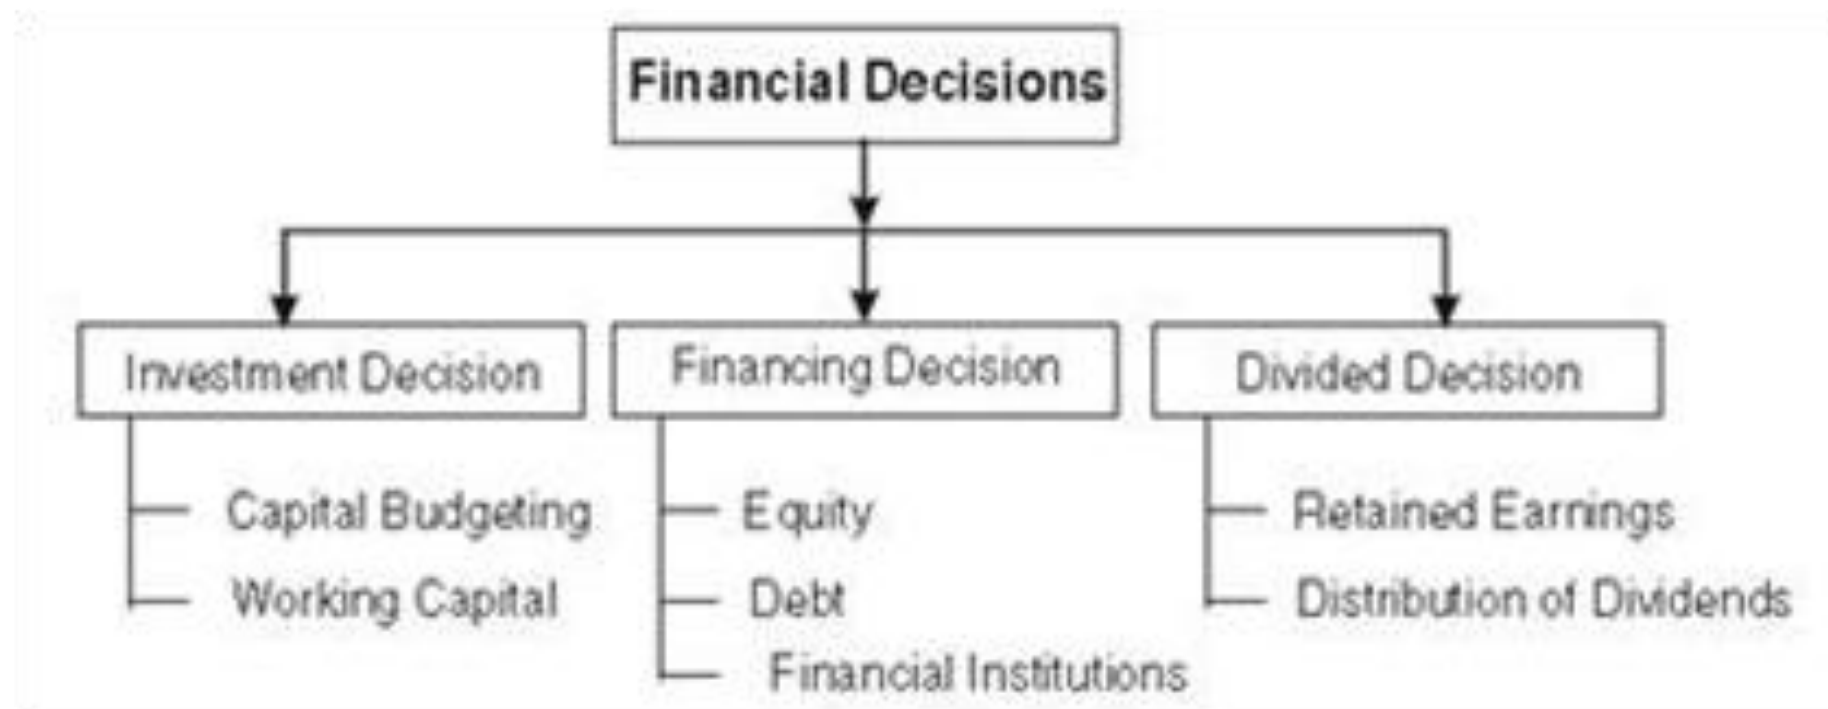 Financial Decisions
Investment Decision
Financing Decision
Divided Decision
Capital Budgeting
Working Capital
Equity
Debt
Financial Institutions
Retained Earnings
Distribution of Dividends